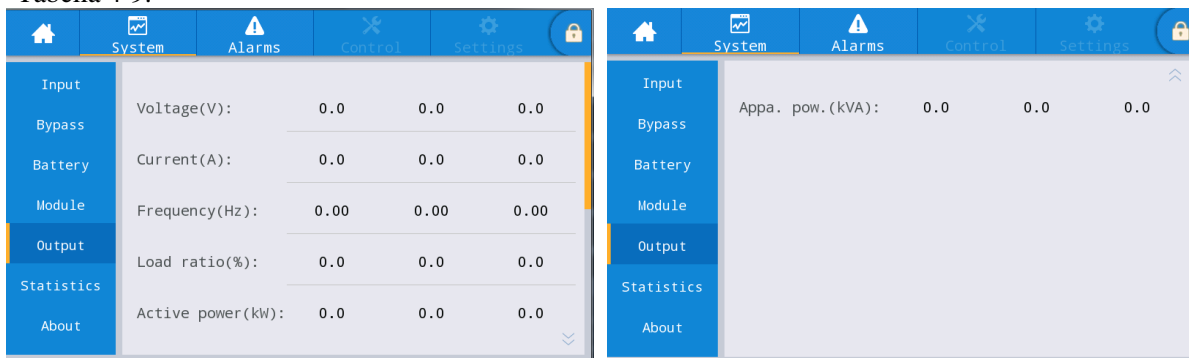 System Alarms Control Settings
Input
Bypass
Battery
Module
Output
Statistics
About
Voltage(V): 0.0 0.0 0.0
Current(A): 0.0 0.0 0.0
Frequency(Hz): 0.00 0.00 0.00
Load ratio(%): 0.0 0.0 0.0
Active power(kW): 0.0 0.0 0.0
System Alarms Control Settings
Input
Bypass
Battery
Module
Output
Statistics
About
Appa. pow.(kVA): 0.0 0.0 0.0